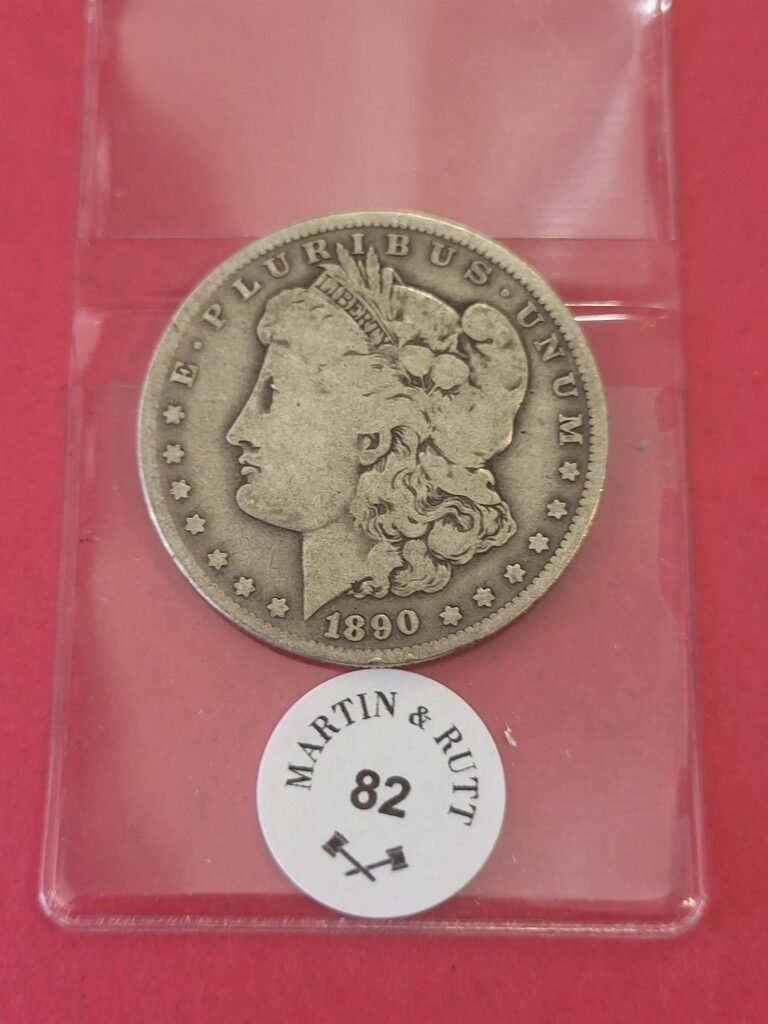 E · PLURIBUS · UNUM
LIBERTY
1890
MARTIN & RUTT
82